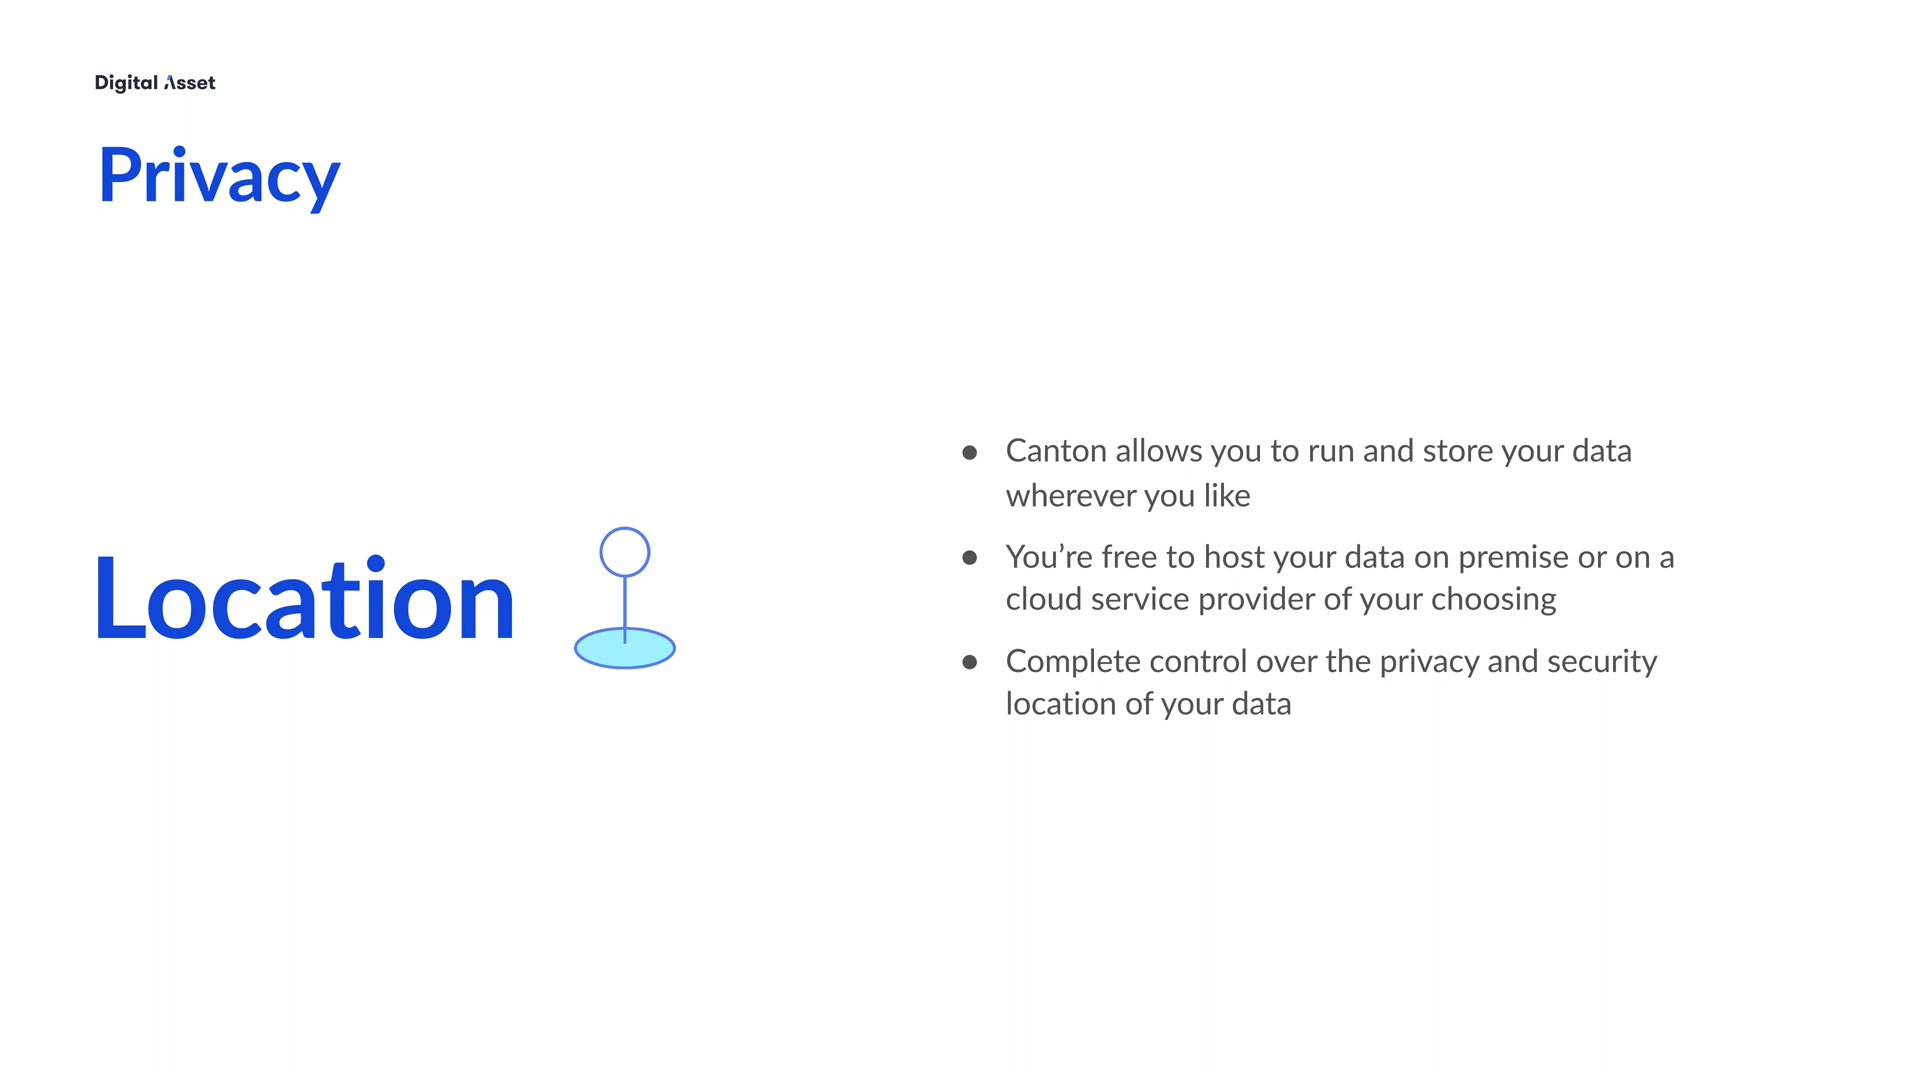 Digital Asset
Privacy
Location
● Canton allows you to run and store your data
wherever you like
● You’re free to host your data on premise or on a
cloud service provider of your choosing
● Complete control over the privacy and security
location of your data